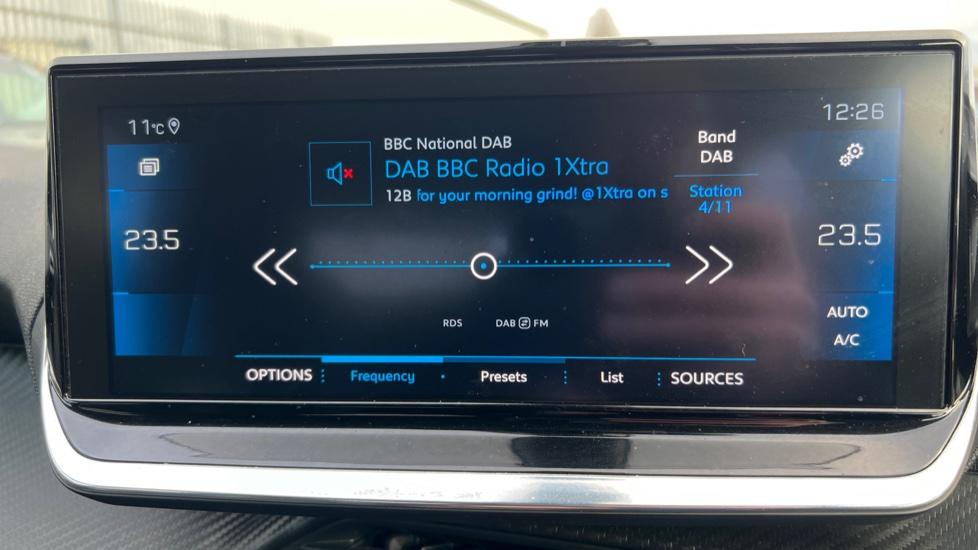 11°C
12:26
BBC National DAB
DAB BBC Radio 1Xtra
12B for your morning grind! @1Xtra on s
Band
DAB
Station
4/11
23.5
23.5
RDS
DAB FM
AUTO
A/C
OPTIONS Frequency Presets List SOURCES